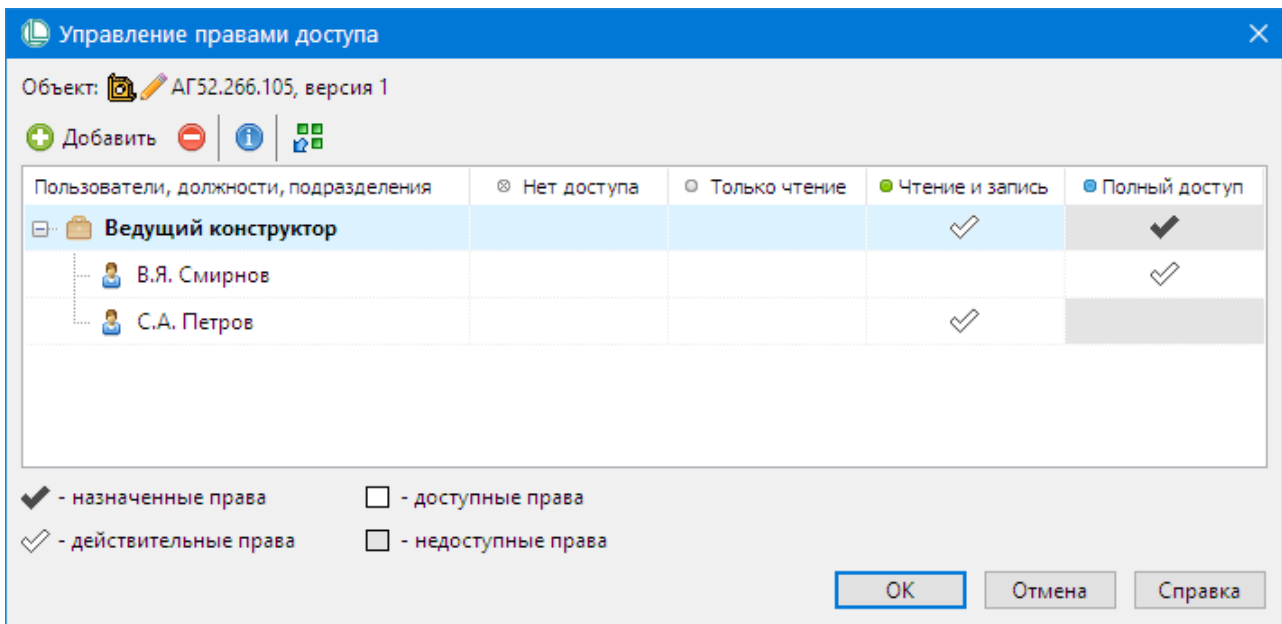 Управление правами доступа
Объект: АГ52.266.105, версия 1
Добавить
Пользователи, должности, подразделения Нет доступа Только чтение Чтение и запись Полный доступ
Ведущий конструктор
В.Я. Смирнов
С.А. Петров
- назначенные права - доступные права
- действительные права - недоступные права
ОК Отмена Справка